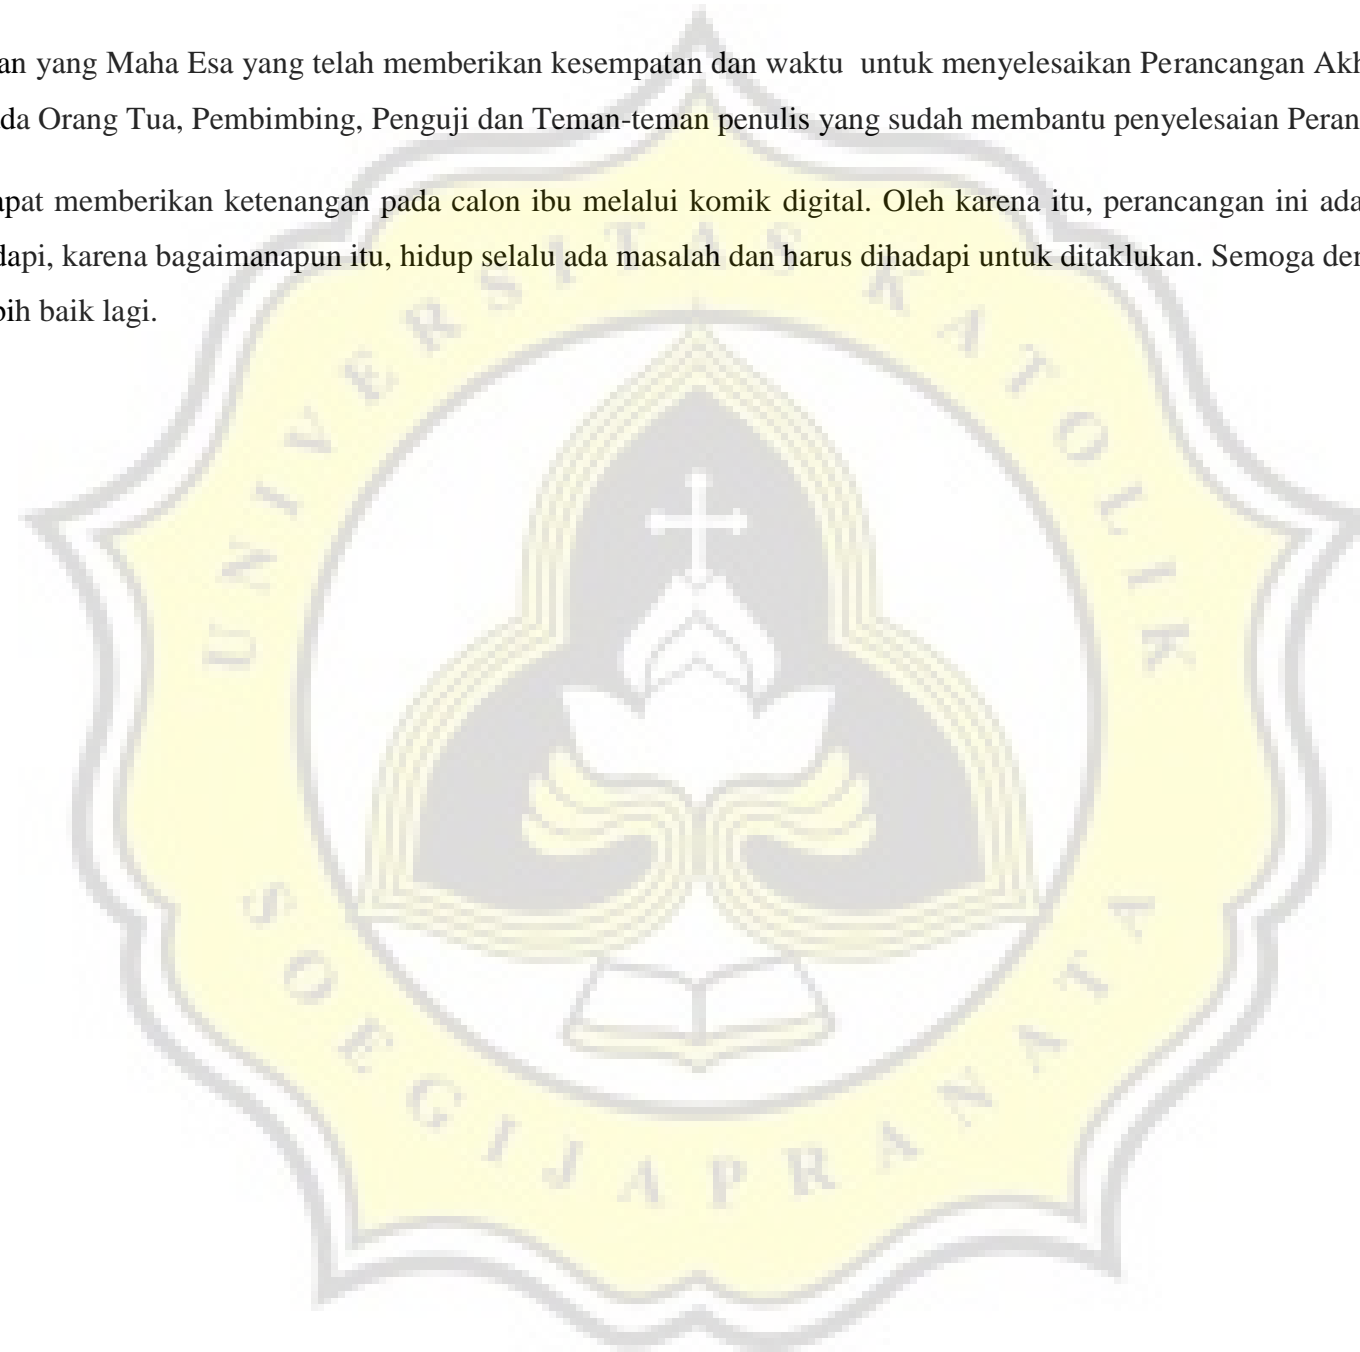 an yang Maha Esa yang telah memberikan kesempatan dan waktu untuk menyelesaikan Perancangan Akh
da Orang Tua, Pembimbing, Penguji dan Teman-teman penulis yang sudah membantu penyelesaian Peran
apat memberikan ketenangan pada calon ibu melalui komik digital. Oleh karena itu, perancangan ini ada
dapi, karena bagaimanapun itu, hidup selalu ada masalah dan harus dihadapi untuk ditaklukan. Semoga den
bih baik lagi.
UNIVERSITAS KATOLIK
SOEGIJAPRANATA